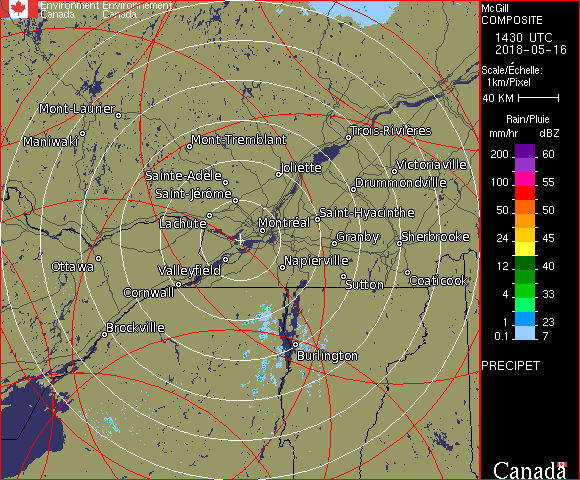 Environment Environnement
Canada Canada
McGill
COMPOSITE
1430 UTC
2018-05-16
Scale/Échelle:
1km/Pixel
40 KM
Rain/Pluie
mm/hr dBZ
200 60
100 55
50 50
24 45
12 40
4 33
1 23
0.1 7
PRECIPET
Canada
Mont-Laurier
Maniwaki
Mont-Tremblant
Trois-Rivières
Joliette
Victoriaville
Sainte-Adèle
Drummondville
Saint-Jérôme
Lachute
Saint-Hyacinthe
Montréal
Granby
Sherbrooke
Ottawa
Valleyfield
Napierville
Cornwall
Sutton
Coaticook
Brockville
Burlington